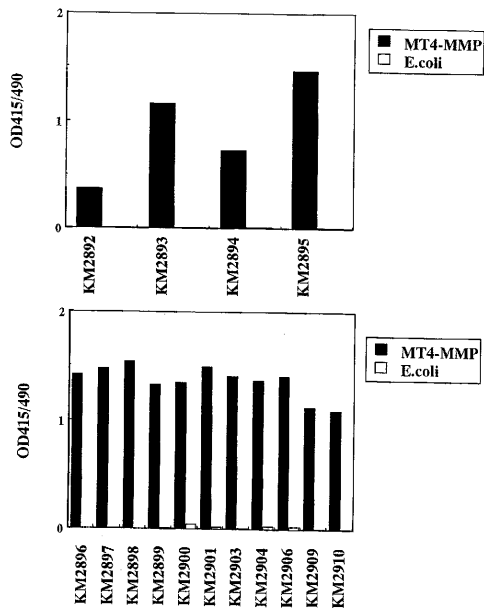 2
MT4-MMP
E.coli
OD415/490
1
0
KM2892
KM2893
KM2894
KM2895
2
MT4-MMP
E.coli
OD415/490
1
0
KM2896
KM2897
KM2898
KM2899
KM2900
KM2901
KM2903
KM2904
KM2906
KM2909
KM2910